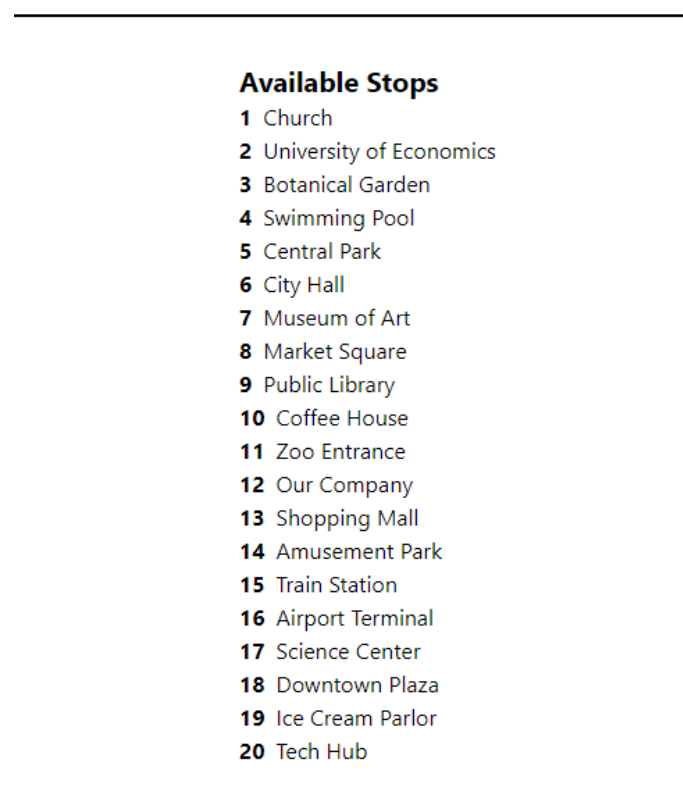 Available Stops
1 Church
2 University of Economics
3 Botanical Garden
4 Swimming Pool
5 Central Park
6 City Hall
7 Museum of Art
8 Market Square
9 Public Library
10 Coffee House
11 Zoo Entrance
12 Our Company
13 Shopping Mall
14 Amusement Park
15 Train Station
16 Airport Terminal
17 Science Center
18 Downtown Plaza
19 Ice Cream Parlor
20 Tech Hub